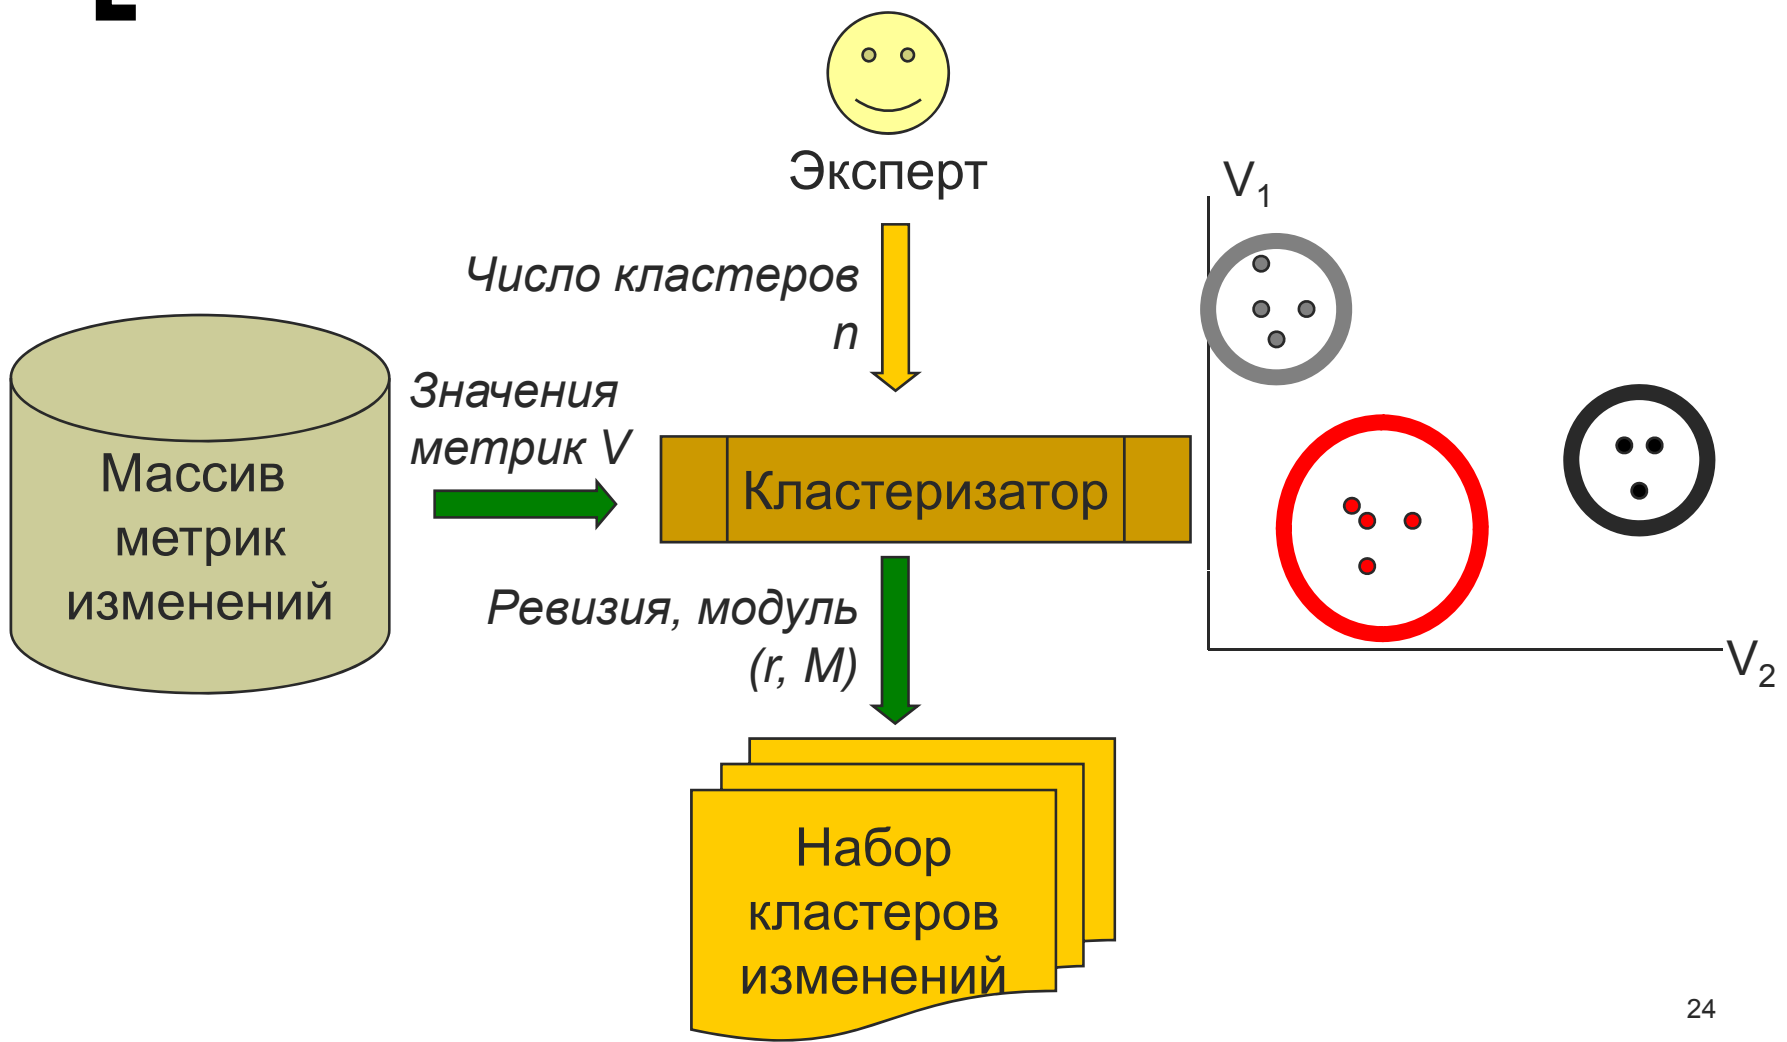 Эксперт
Число кластеров
n
Значения
метрик V
Массив
метрик
изменений
Кластеризатор
Ревизия, модуль
(r, M)
Набор
кластеров
изменений
V1
V2
24